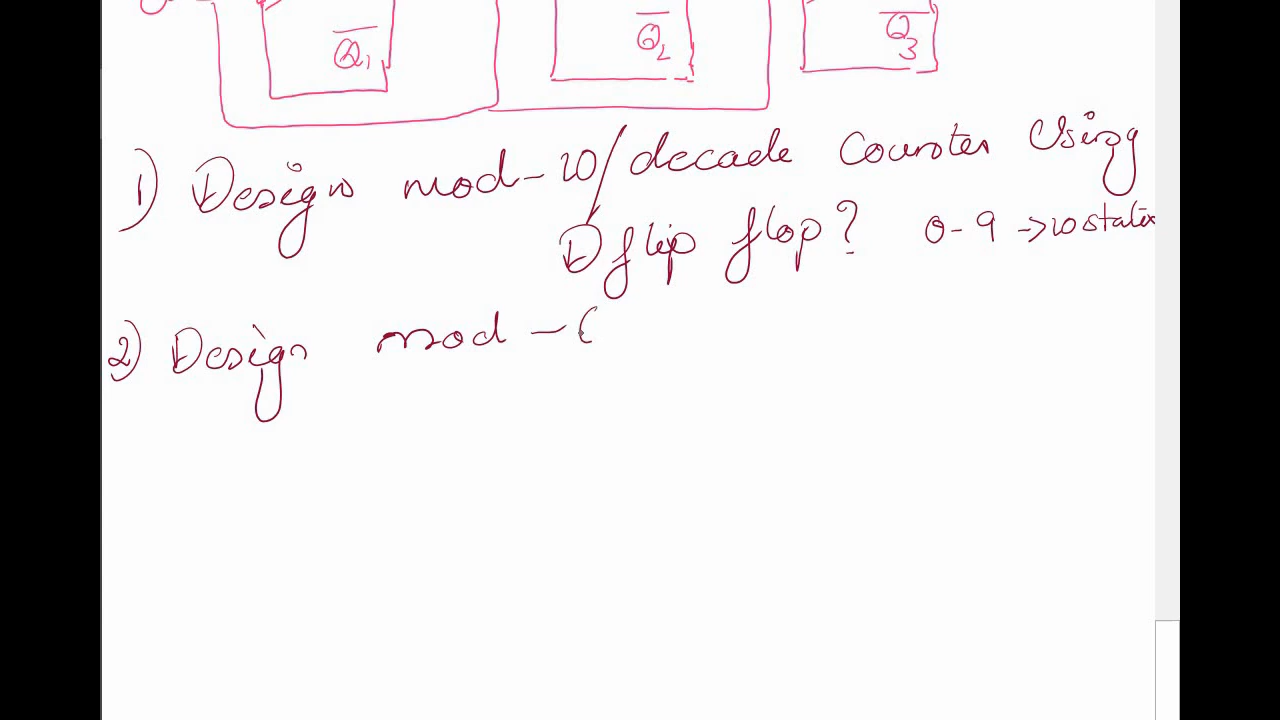 Q̅₁ Q̅₂ Q̅₃
1) Design mod-10/decade Counter Using
D flip flop? 0-9 → 10 states
2) Design mod -